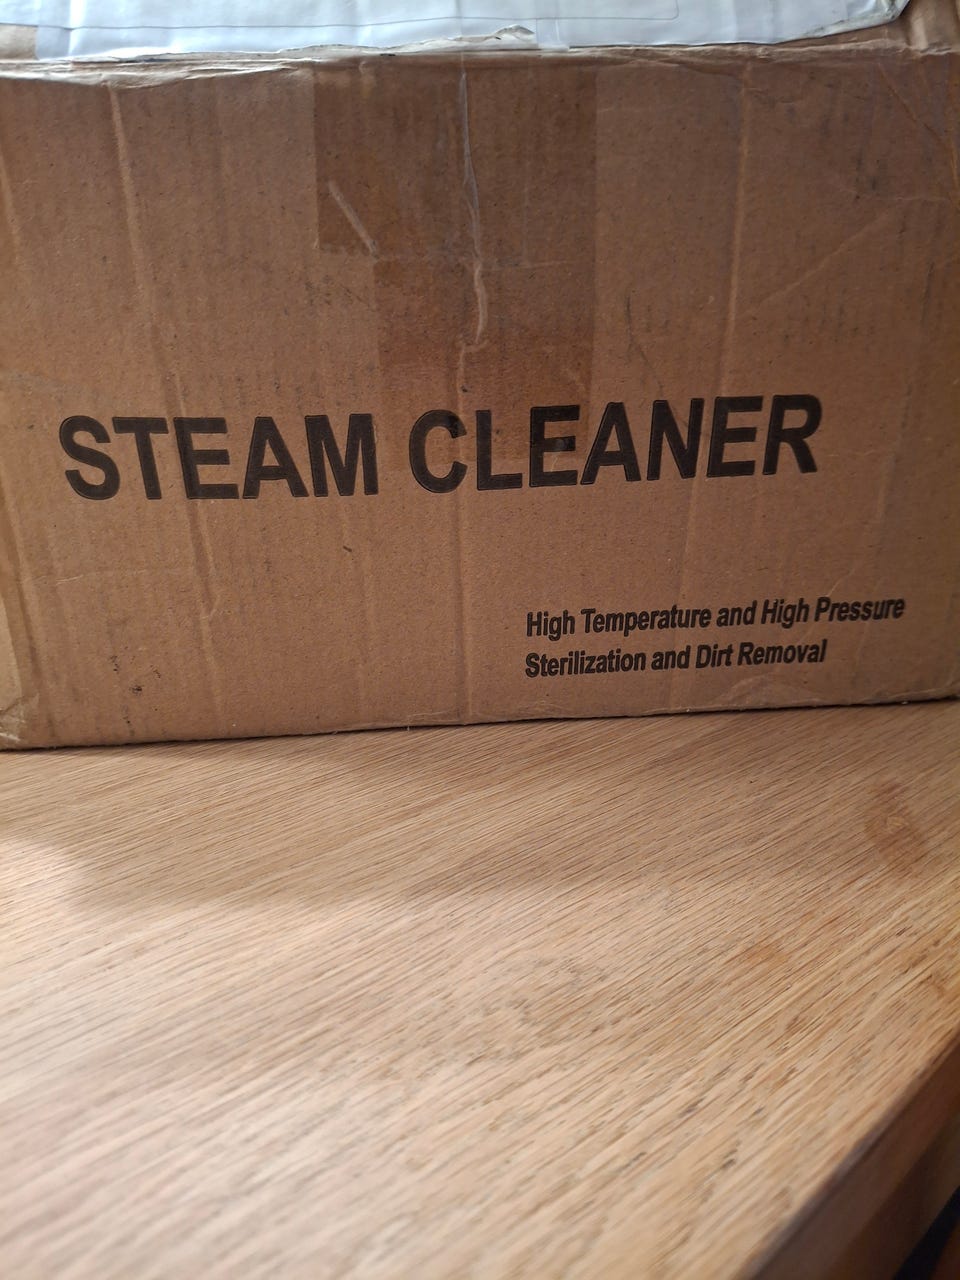 STEAM CLEANER
High Temperature and High Pressure
Sterilization and Dirt Removal